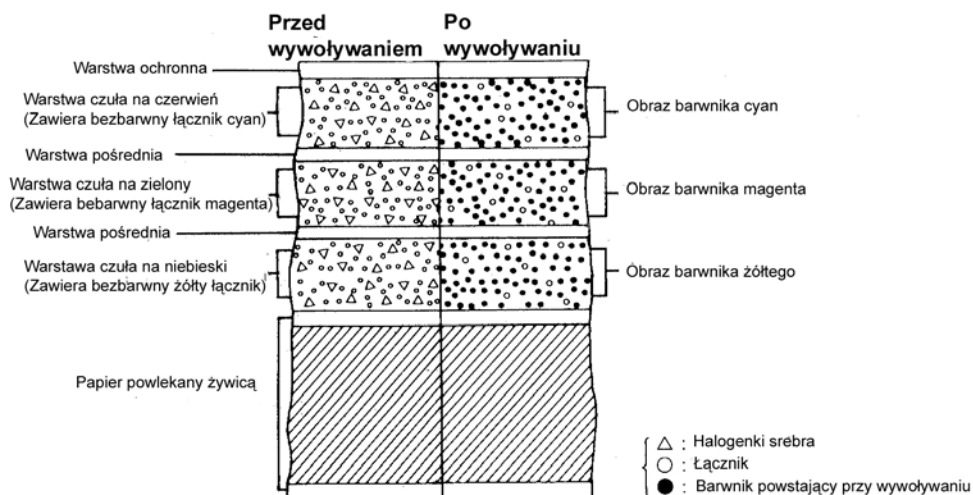 Przed
wywoływaniem
Po
wywoływaniu
Warstwa ochronna
Warstwa czuła na czerwień
(Zawiera bezbarwny łącznik cyan)
Obraz barwnika cyan
Warstwa pośrednia
Warstwa czuła na zielony
(Zawiera bebarwny łącznik magenta)
Obraz barwnika magenta
Warstwa pośrednia
Warstawa czuła na niebieski
(Zawiera bezbarwny żółty łącznik)
Obraz barwnika żółtego
Papier powlekany żywicą
: Halogenki srebra
: Łącznik
: Barwnik powstający przy wywoływaniu